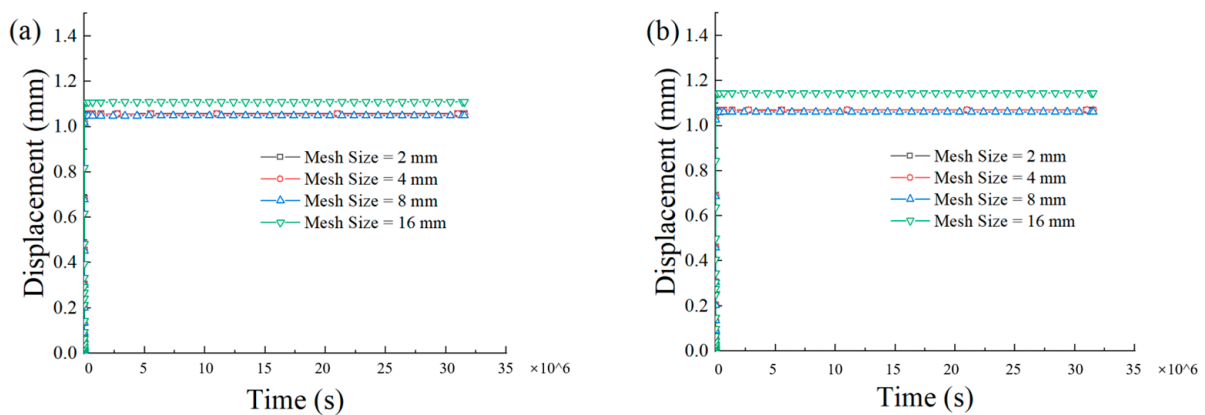 (a)
Displacement (mm)
1.4
1.2
1.0
0.8
0.6
0.4
0.2
0.0
Mesh Size = 2 mm
Mesh Size = 4 mm
Mesh Size = 8 mm
Mesh Size = 16 mm
0 5 10 15 20 25 30 35 ×10^6
Time (s)
(b)
Displacement (mm)
1.4
1.2
1.0
0.8
0.6
0.4
0.2
0.0
Mesh Size = 2 mm
Mesh Size = 4 mm
Mesh Size = 8 mm
Mesh Size = 16 mm
0 5 10 15 20 25 30 35 ×10^6
Time (s)